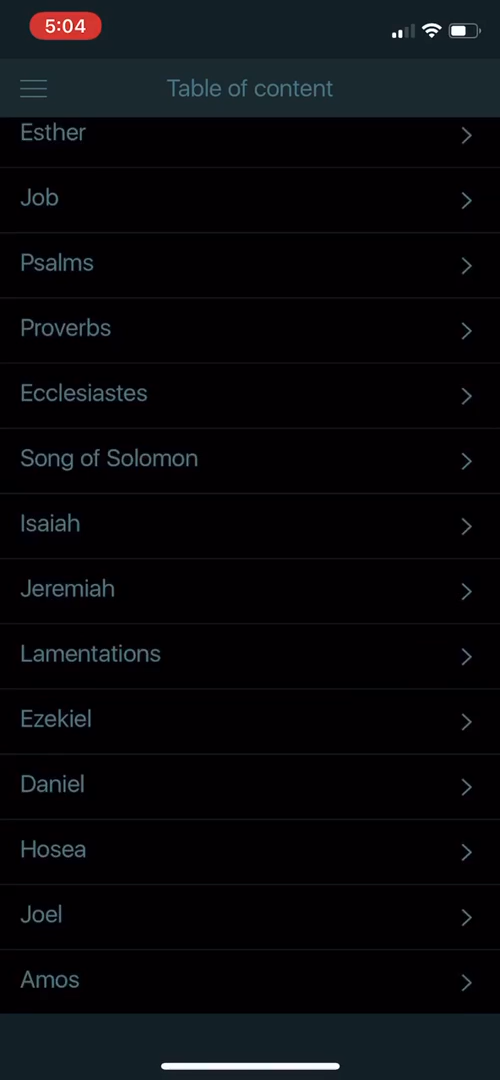 5:04
Table of content
Esther
Job
Psalms
Proverbs
Ecclesiastes
Song of Solomon
Isaiah
Jeremiah
Lamentations
Ezekiel
Daniel
Hosea
Joel
Amos